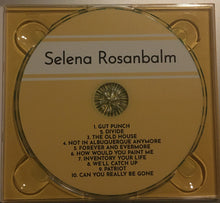 Selena Rosanbalm
1. GUT PUNCH
2. DIVIDE
3. THE OLD HOUSE
4. NOT IN ALBUQUERQUE ANYMORE
5. FOREVER AND EVERMORE
6. HOW WOULD YOU PAINT ME
7. INVENTORY YOUR LIFE
8. WE'LL CATCH UP
9. PATRIOT
10. CAN YOU REALLY BE GONE